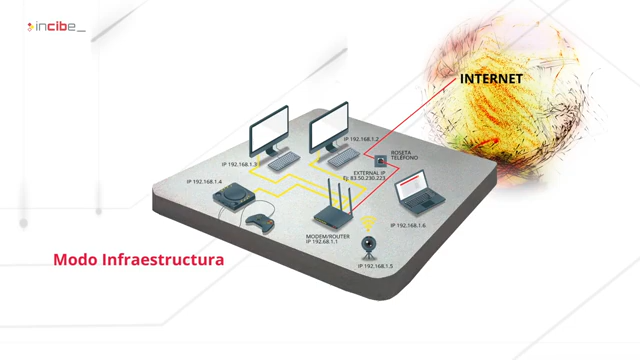 incibe_
INTERNET
IP 192.168.1.2
ROSETA
TELÉFONO
IP 192.168.1.3
EXTERNAL IP
Ej: 83.50.230.223
IP 192.168.1.4
IP 192.168.1.6
MODEM/ROUTER
IP 192.68.1.1
Modo Infraestructura
IP 192.168.1.5